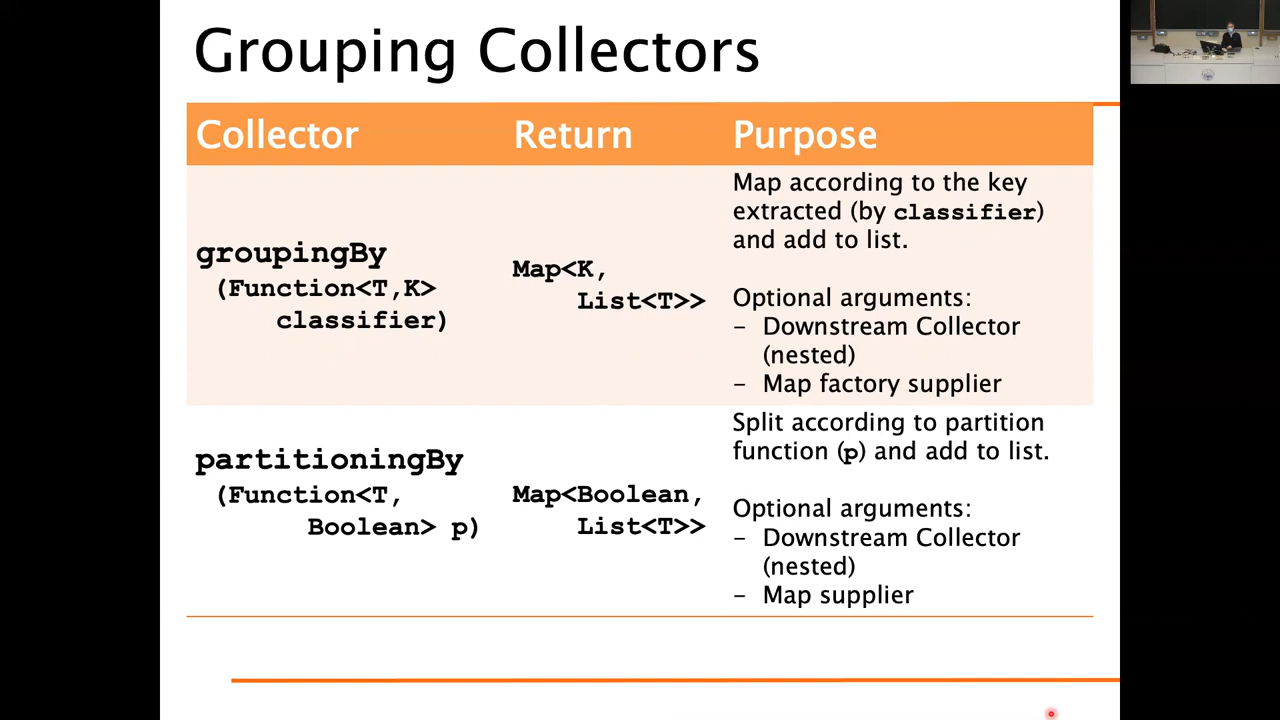 Grouping Collectors
Collector Return Purpose
groupingBy
(Function<T,K>
classifier)
Map<K,
List<T>>
Map according to the key
extracted (by classifier)
and add to list.
Optional arguments:
– Downstream Collector
(nested)
– Map factory supplier
partitioningBy
(Function<T,
Boolean> p)
Map<Boolean,
List<T>>
Split according to partition
function (p) and add to list.
Optional arguments:
– Downstream Collector
(nested)
– Map supplier